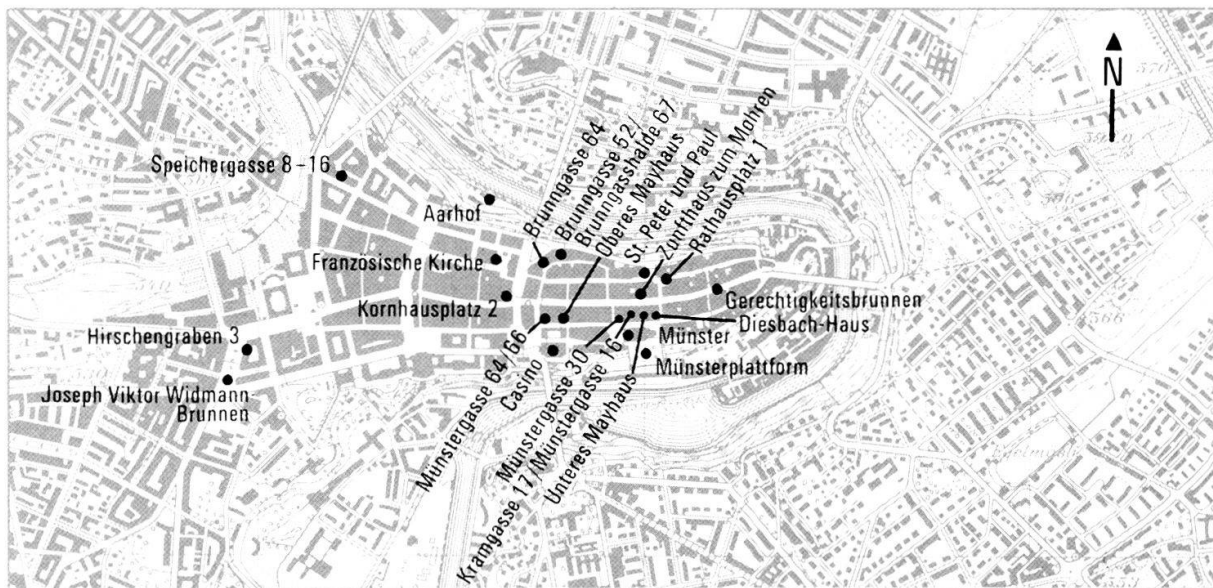 N
Speichergasse 8–16
Aarhof
Brunngasse 64
Brunngasse 52/
Brunngasshalde 67
Oberes Mayhaus
St. Peter und Paul
Zunfthaus zum Mohren
Rathausplatz 1
Französische Kirche
Kornhausplatz 2
Gerechtigkeitsbrunnen
Diesbach-Haus
Münster
Münsterplattform
Hirschengraben 3
Joseph Viktor Widmann-
Brunnen
Münstergasse 64/66
Casino
Münstergasse 30
Kramgasse 17/Münstergasse 16
Unteres Mayhaus